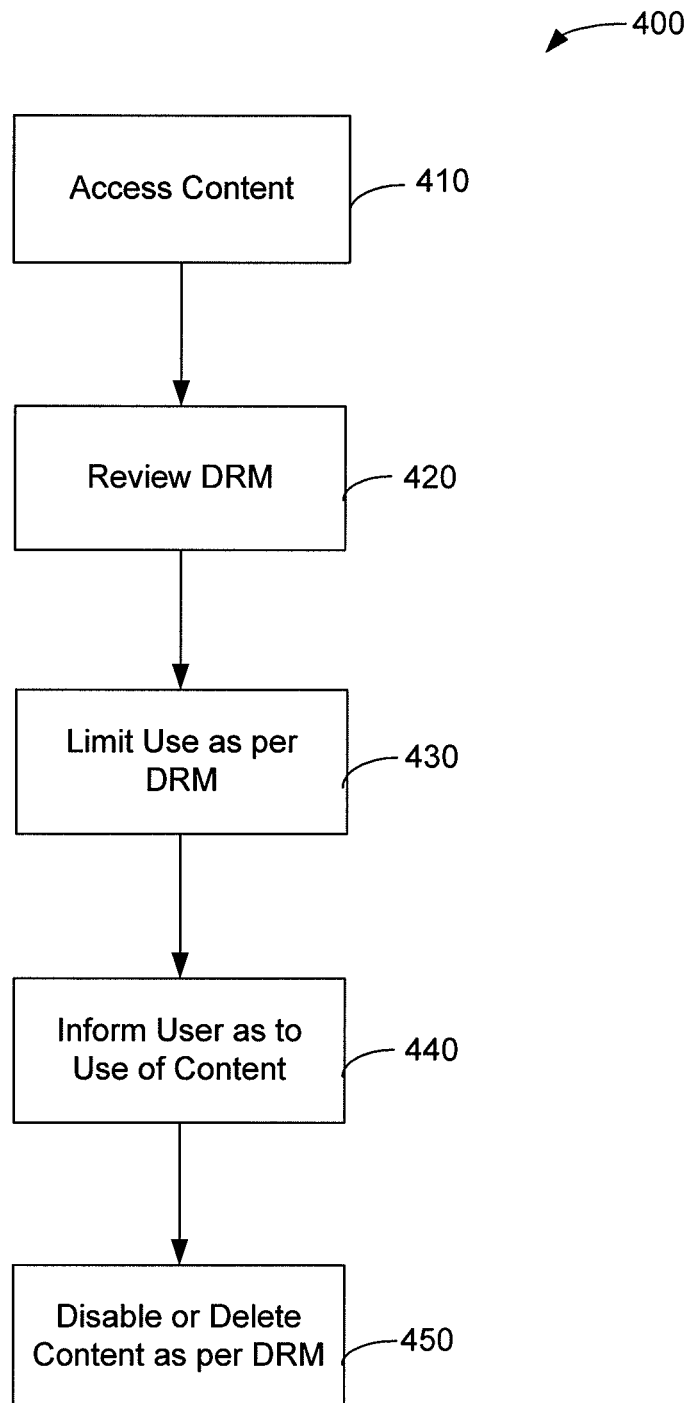 400
Access Content
410
Review DRM
420
Limit Use as per
DRM
430
Inform User as to
Use of Content
440
Disable or Delete
Content as per DRM
450